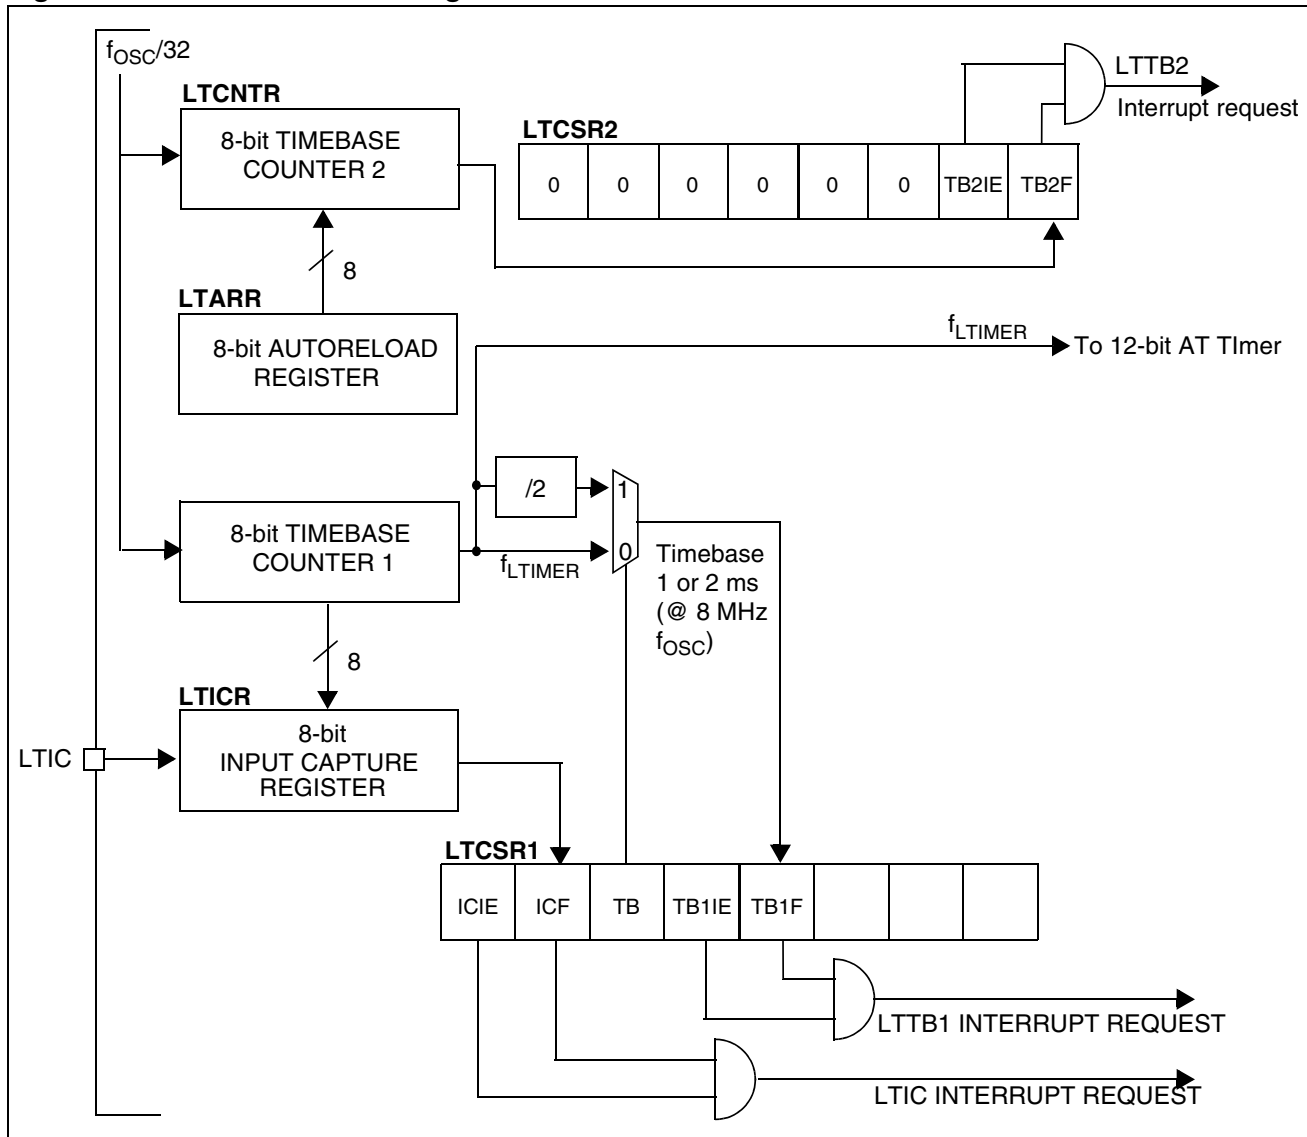 fOSC/32
LTCNTR
8-bit TIMEBASE
COUNTER 2
LTTB2
Interrupt request
LTCSR2
0 0 0 0 0 0 TB2IE TB2F
8
LTARR
8-bit AUTORELOAD
REGISTER
fLTIMER
To 12-bit AT TImer
/2
1
8-bit TIMEBASE
COUNTER 1
0
fLTIMER
Timebase
1 or 2 ms
(@ 8 MHz
fOSC)
8
LTICR
8-bit
INPUT CAPTURE
REGISTER
LTIC
LTCSR1
ICIE ICF TB TB1IE TB1F
LTTB1 INTERRUPT REQUEST
LTIC INTERRUPT REQUEST